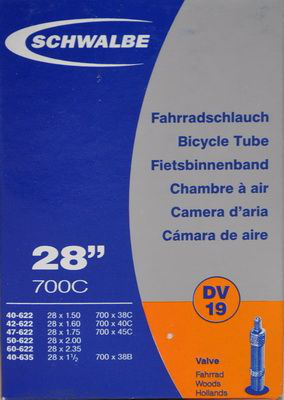 SCHWALBE
Fahrradschlauch
Bicycle Tube
Fietsbinnenband
Chambre à air
Camera d'aria
Cámara de aire
28"
700C
40-622 28 x 1.50 700 x 38C
42-622 28 x 1.60 700 x 40C
47-622 28 x 1.75 700 x 45C
50-622 28 x 2.00
60-622 28 x 2.35
40-635 28 x 1½ 700 x 38B
DV
19
Valve
Fahrrad
Woods
Hollands